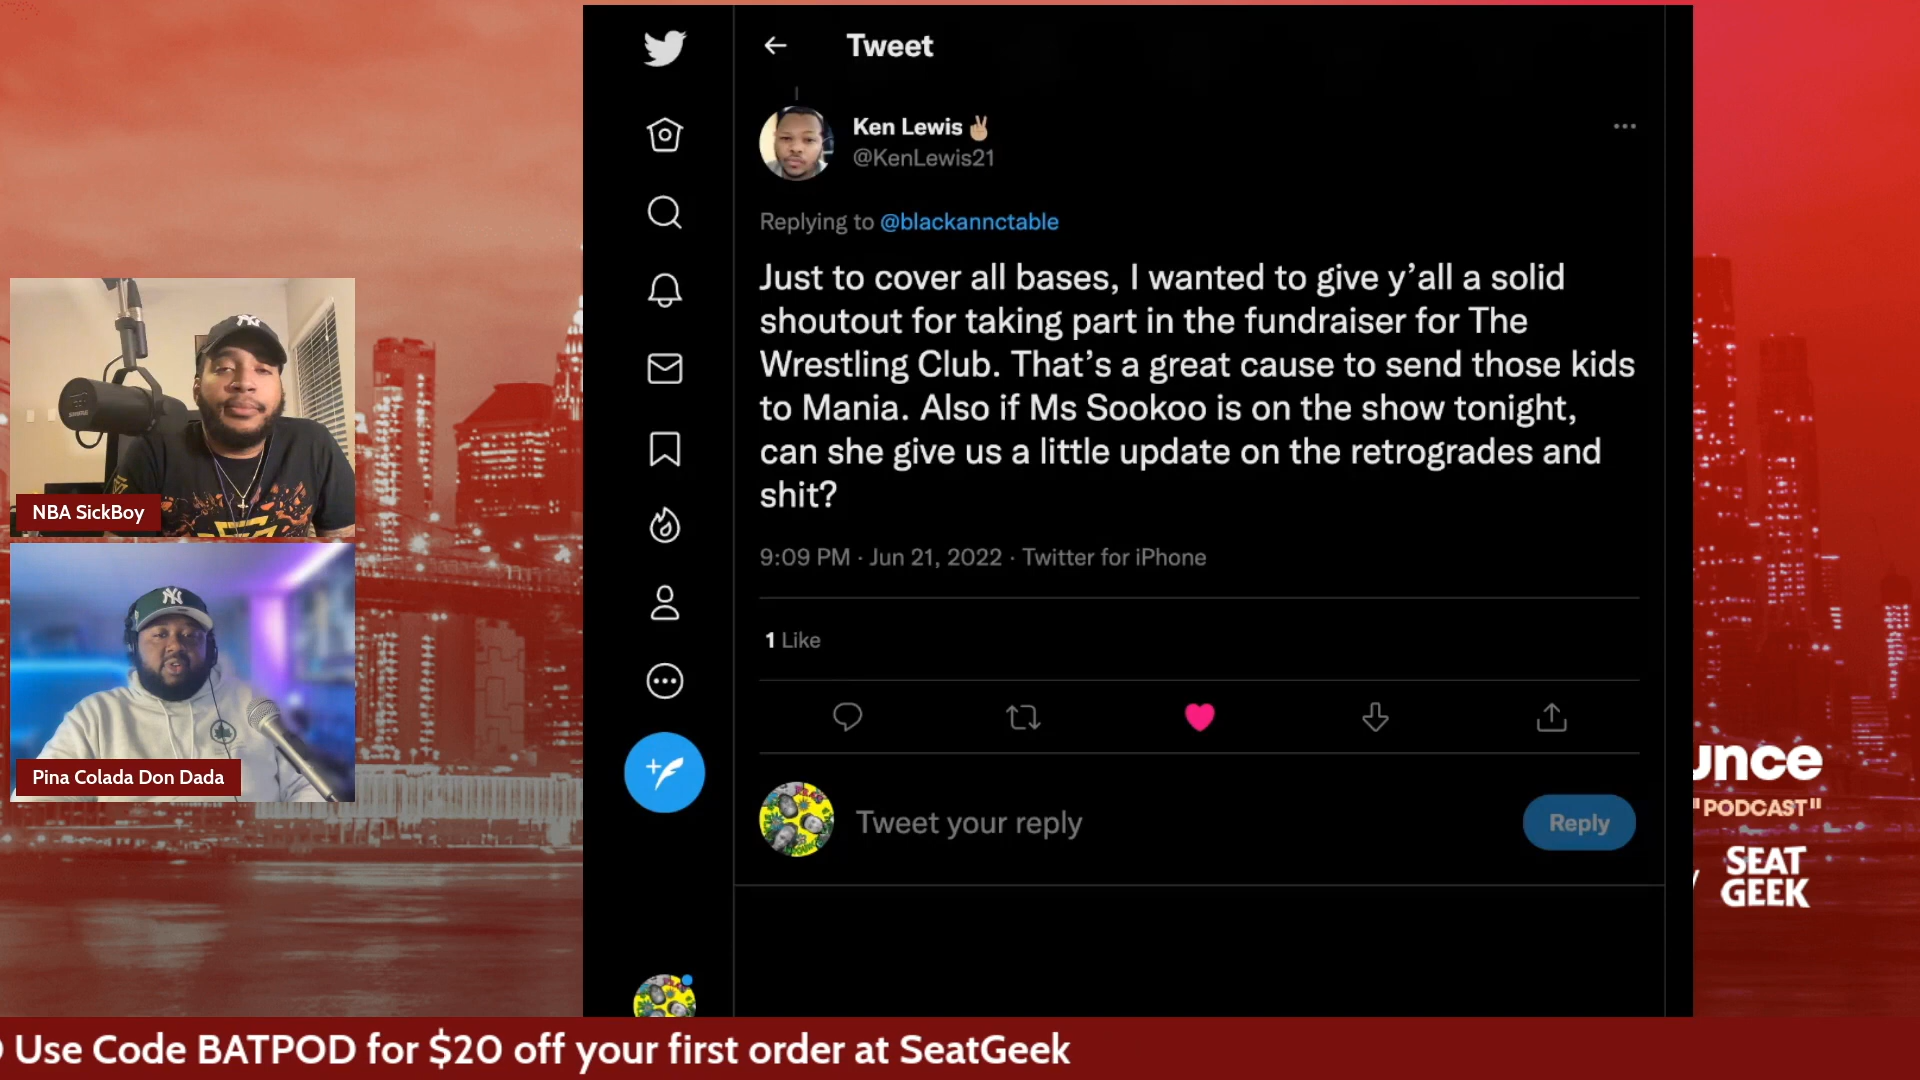 Tweet
Ken Lewis✌🏼
@KenLewis21
Replying to @blackannctable
Just to cover all bases, I wanted to give y’all a solid
shoutout for taking part in the fundraiser for The
Wrestling Club. That’s a great cause to send those kids
to Mania. Also if Ms Sookoo is on the show tonight,
can she give us a little update on the retrogrades and
shit?
9:09 PM · Jun 21, 2022 · Twitter for iPhone
1 Like
Tweet your reply
Reply
NBA SickBoy
Pina Colada Don Dada
unce
"PODCAST"
SEAT
GEEK
Use Code BATPOD for $20 off your first order at SeatGeek